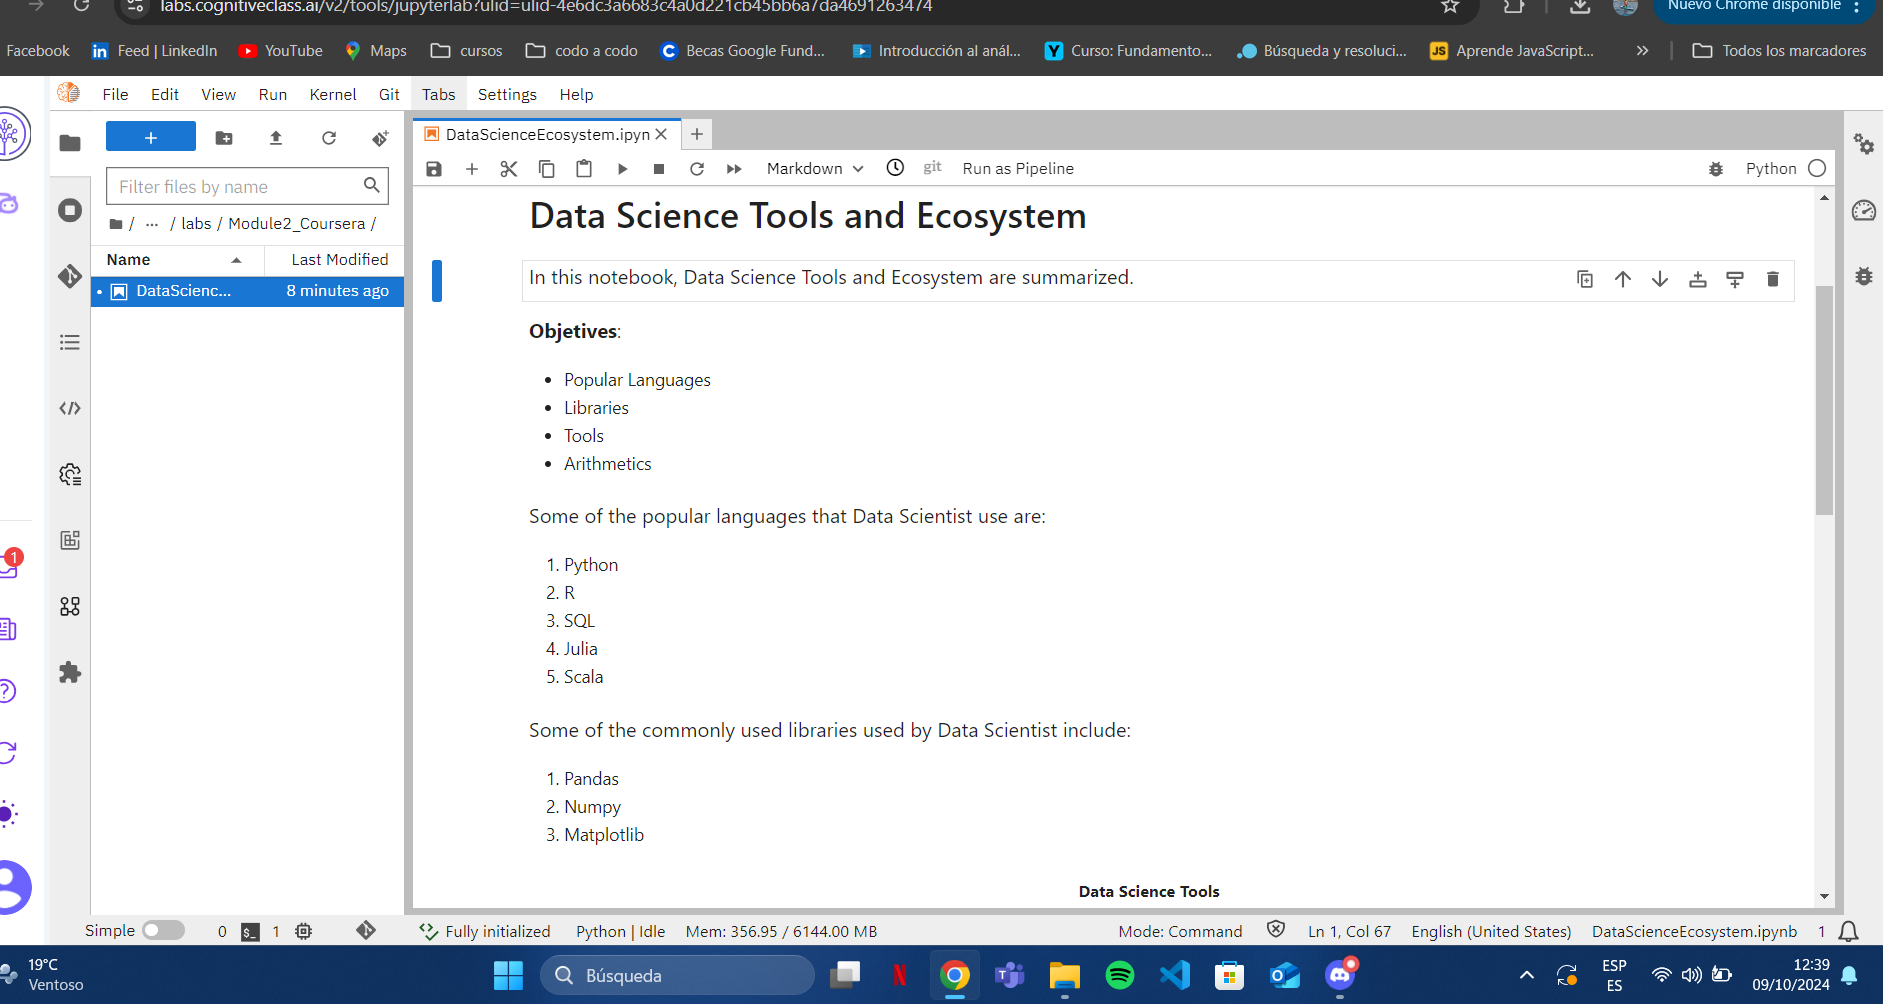 labs.cognitiveclass.ai/v2/tools/jupyterlab?ulid=ulid-4e6dc3a6683c4a0d221cb45bb6a7da4691263474
Nuevo Chrome disponible
Facebook Feed | LinkedIn YouTube Maps cursos codo a codo Becas Google Fund... Introducción al anál... Curso: Fundamento... Búsqueda y resoluci... JS Aprende JavaScript... » Todos los marcadores
File Edit View Run Kernel Git Tabs Settings Help
DataScienceEcosystem.ipyn
Filter files by name
Markdown git Run as Pipeline Python
/ ... / labs / Module2_Coursera /
Name Last Modified
DataScienc... 8 minutes ago
Data Science Tools and Ecosystem
In this notebook, Data Science Tools and Ecosystem are summarized.
Objetives:
• Popular Languages
• Libraries
• Tools
• Arithmetics
Some of the popular languages that Data Scientist use are:
1. Python
2. R
3. SQL
4. Julia
5. Scala
Some of the commonly used libraries used by Data Scientist include:
1. Pandas
2. Numpy
3. Matplotlib
Data Science Tools
1
Simple 0 $_ 1 Fully initialized Python | Idle Mem: 356.95 / 6144.00 MB Mode: Command Ln 1, Col 67 English (United States) DataScienceEcosystem.ipynb 1
19°C
Ventoso
Búsqueda
ESP
ES
12:39
09/10/2024